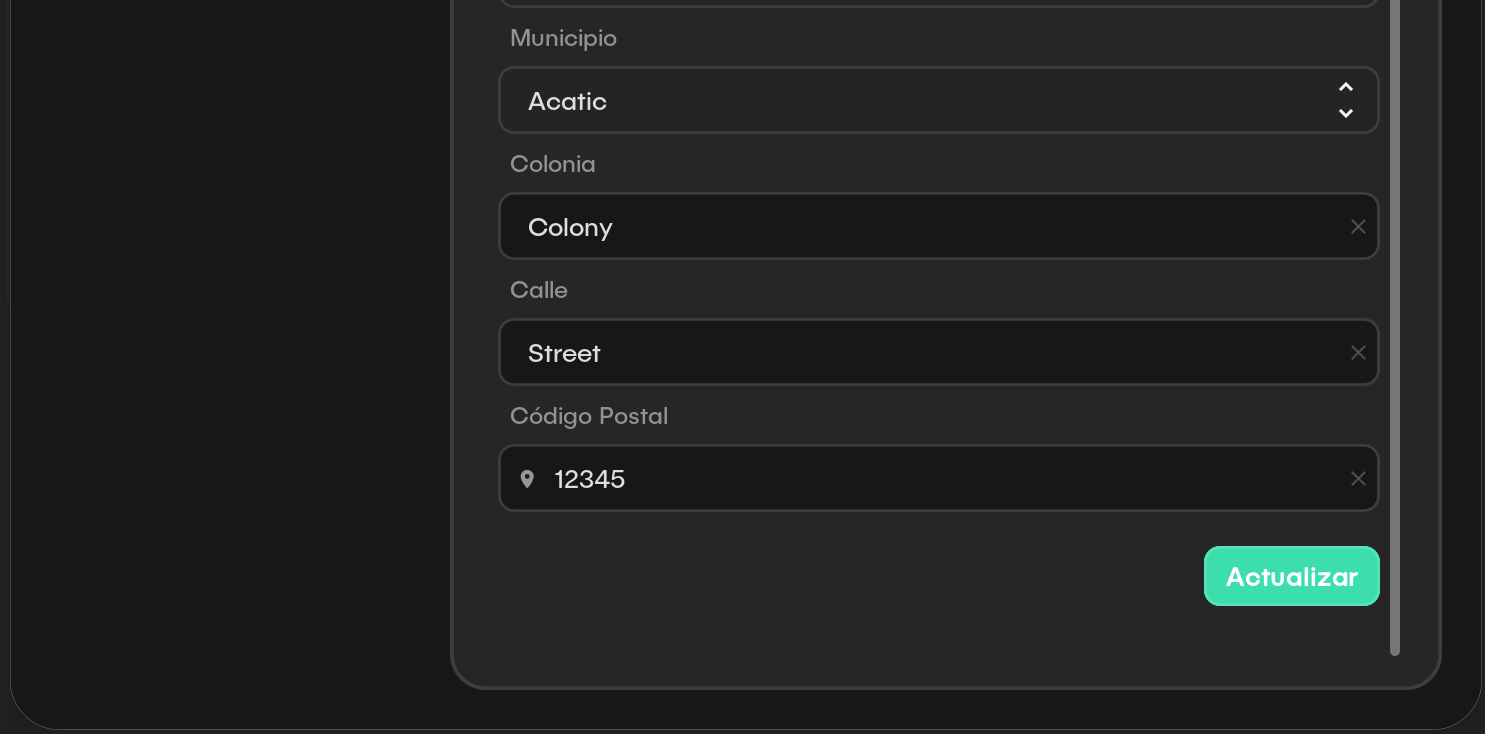 Municipio
Acatic
Colonia
Colony
Calle
Street
Código Postal
12345
Actualizar